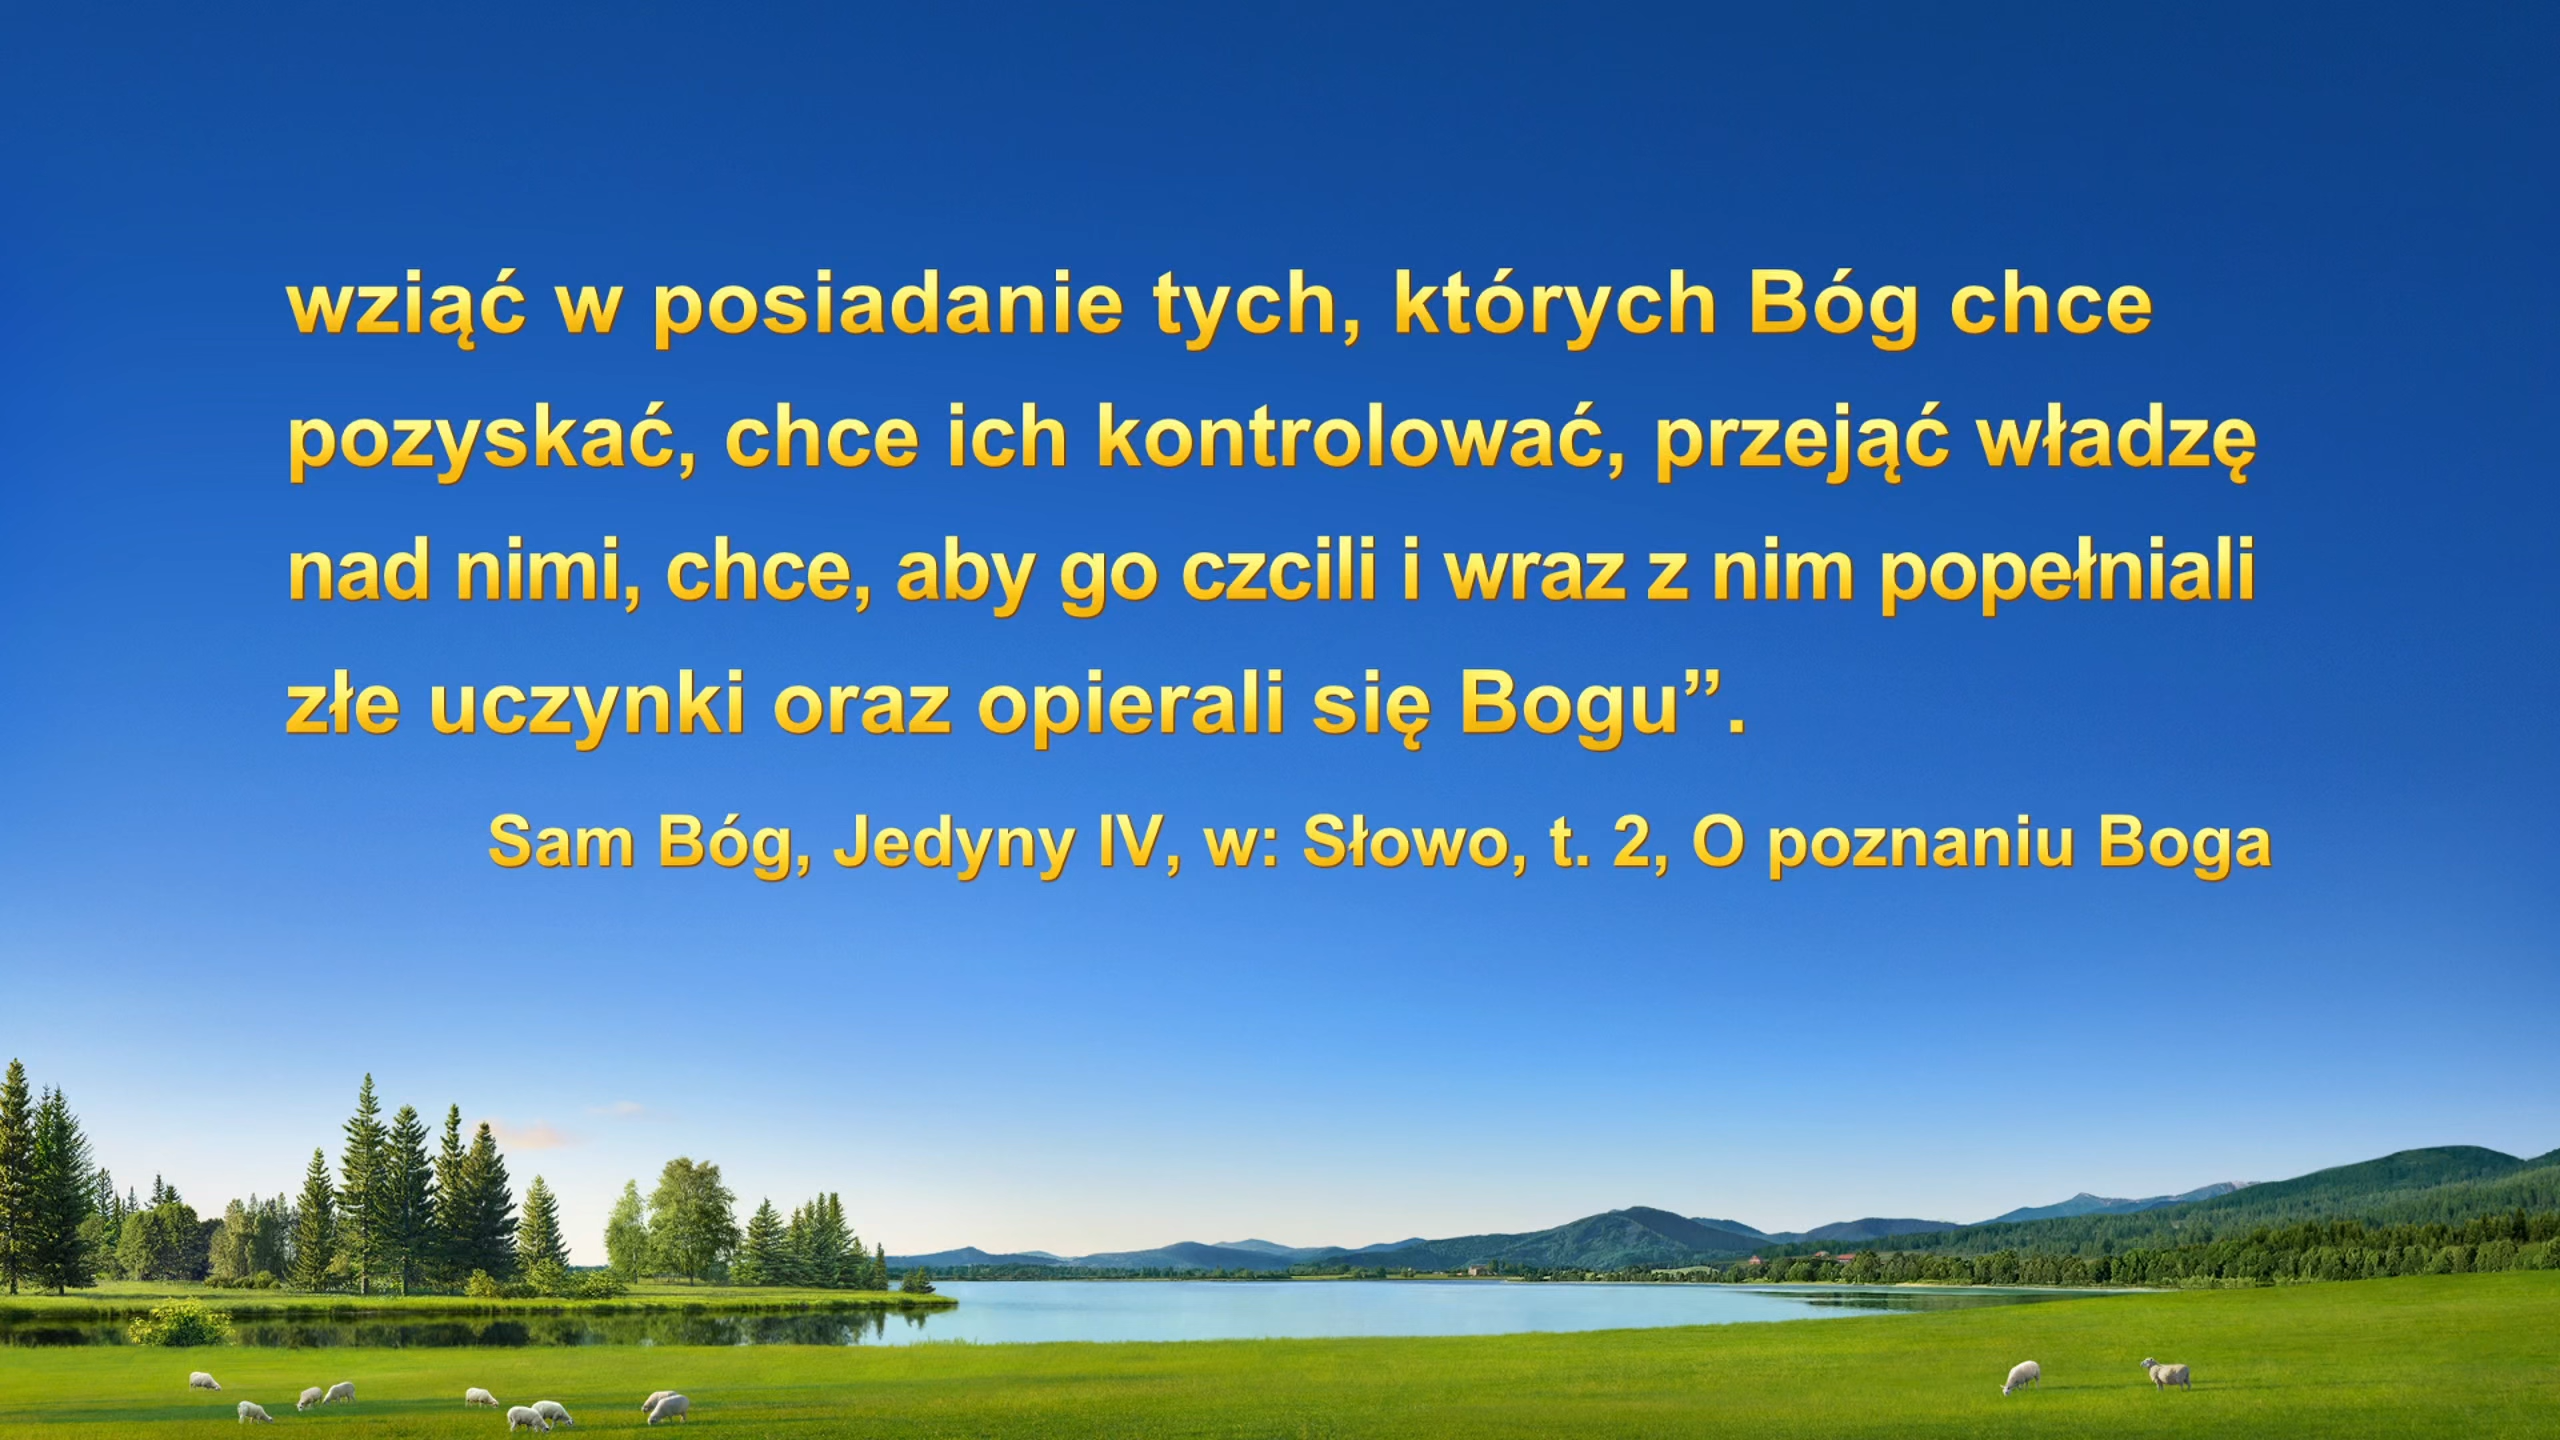 wziąć w posiadanie tych, których Bóg chce
pozyskać, chce ich kontrolować, przejąć władzę
nad nimi, chce, aby go czcili i wraz z nim popełniali
złe uczynki oraz opierali się Bogu”.
Sam Bóg, Jedyny IV, w: Słowo, t. 2, O poznaniu Boga